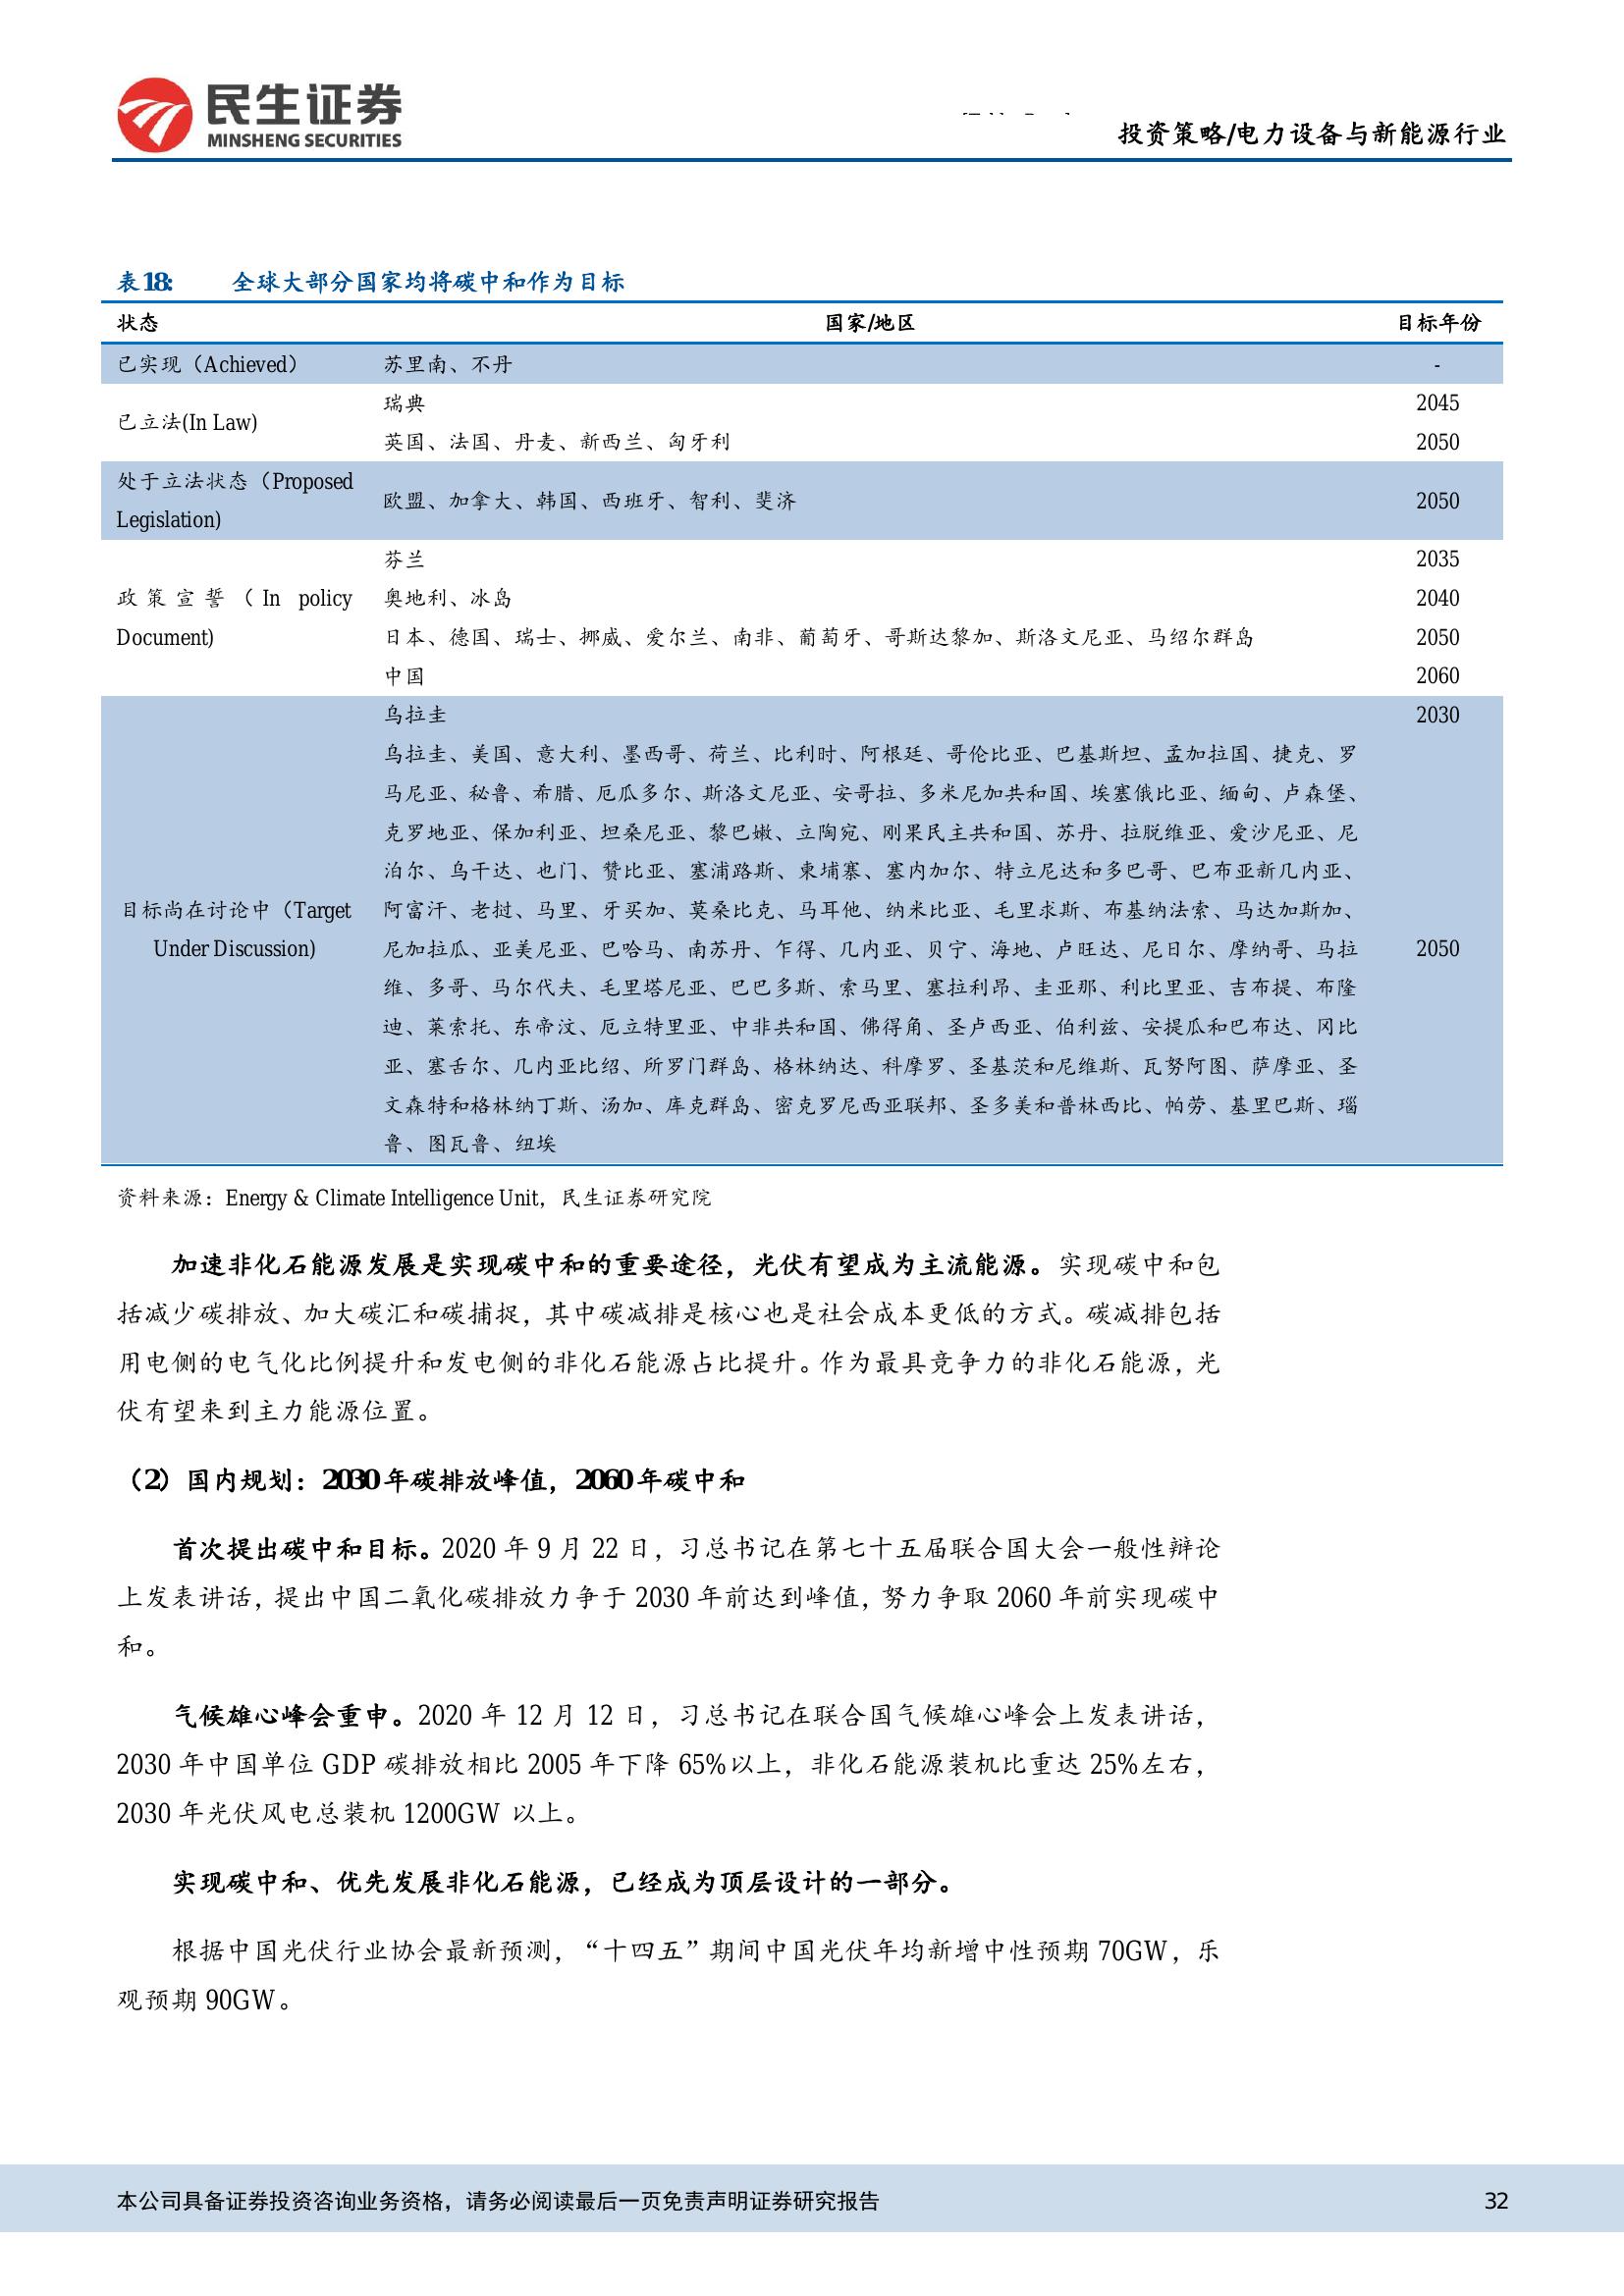 民生证券
MINSHENG SECURITIES
投资策略/电力设备与新能源行业
表18: 全球大部分国家均将碳中和作为目标
状态 国家/地区 目标年份
已实现（Achieved） 苏里南、不丹 -
已立法(In Law)
瑞典 2045
英国、法国、丹麦、新西兰、匈牙利 2050
处于立法状态（Proposed
Legislation)
欧盟、加拿大、韩国、西班牙、智利、斐济 2050
政策宣誓（In policy
Document)
芬兰 2035
奥地利、冰岛 2040
日本、德国、瑞士、挪威、爱尔兰、南非、葡萄牙、哥斯达黎加、斯洛文尼亚、马绍尔群岛 2050
中国 2060
目标尚在讨论中（Target
Under Discussion)
乌拉圭 2030
乌拉圭、美国、意大利、墨西哥、荷兰、比利时、阿根廷、哥伦比亚、巴基斯坦、孟加拉国、捷克、罗
马尼亚、秘鲁、希腊、厄瓜多尔、斯洛文尼亚、安哥拉、多米尼加共和国、埃塞俄比亚、缅甸、卢森堡、
克罗地亚、保加利亚、坦桑尼亚、黎巴嫩、立陶宛、刚果民主共和国、苏丹、拉脱维亚、爱沙尼亚、尼
泊尔、乌干达、也门、赞比亚、塞浦路斯、柬埔寨、塞内加尔、特立尼达和多巴哥、巴布亚新几内亚、
阿富汗、老挝、马里、牙买加、莫桑比克、马耳他、纳米比亚、毛里求斯、布基纳法索、马达加斯加、
尼加拉瓜、亚美尼亚、巴哈马、南苏丹、乍得、几内亚、贝宁、海地、卢旺达、尼日尔、摩纳哥、马拉 2050
维、多哥、马尔代夫、毛里塔尼亚、巴巴多斯、索马里、塞拉利昂、圭亚那、利比里亚、吉布提、布隆
迪、莱索托、东帝汶、厄立特里亚、中非共和国、佛得角、圣卢西亚、伯利兹、安提瓜和巴布达、冈比
亚、塞舌尔、几内亚比绍、所罗门群岛、格林纳达、科摩罗、圣基茨和尼维斯、瓦努阿图、萨摩亚、圣
文森特和格林纳丁斯、汤加、库克群岛、密克罗尼西亚联邦、圣多美和普林西比、帕劳、基里巴斯、瑙
鲁、图瓦鲁、纽埃
资料来源：Energy & Climate Intelligence Unit，民生证券研究院
加速非化石能源发展是实现碳中和的重要途径，光伏有望成为主流能源。实现碳中和包
括减少碳排放、加大碳汇和碳捕捉，其中碳减排是核心也是社会成本更低的方式。碳减排包括
用电侧的电气化比例提升和发电侧的非化石能源占比提升。作为最具竞争力的非化石能源，光
伏有望来到主力能源位置。
（2）国内规划：2030年碳排放峰值，2060年碳中和
首次提出碳中和目标。2020 年 9 月 22 日，习总书记在第七十五届联合国大会一般性辩论
上发表讲话，提出中国二氧化碳排放力争于 2030 年前达到峰值，努力争取 2060 年前实现碳中
和。
气候雄心峰会重申。2020 年 12 月 12 日，习总书记在联合国气候雄心峰会上发表讲话，
2030 年中国单位 GDP 碳排放相比 2005 年下降 65%以上，非化石能源装机比重达 25%左右，
2030 年光伏风电总装机 1200GW 以上。
实现碳中和、优先发展非化石能源，已经成为顶层设计的一部分。
根据中国光伏行业协会最新预测，“十四五”期间中国光伏年均新增中性预期 70GW，乐
观预期 90GW。
本公司具备证券投资咨询业务资格，请务必阅读最后一页免责声明证券研究报告 32